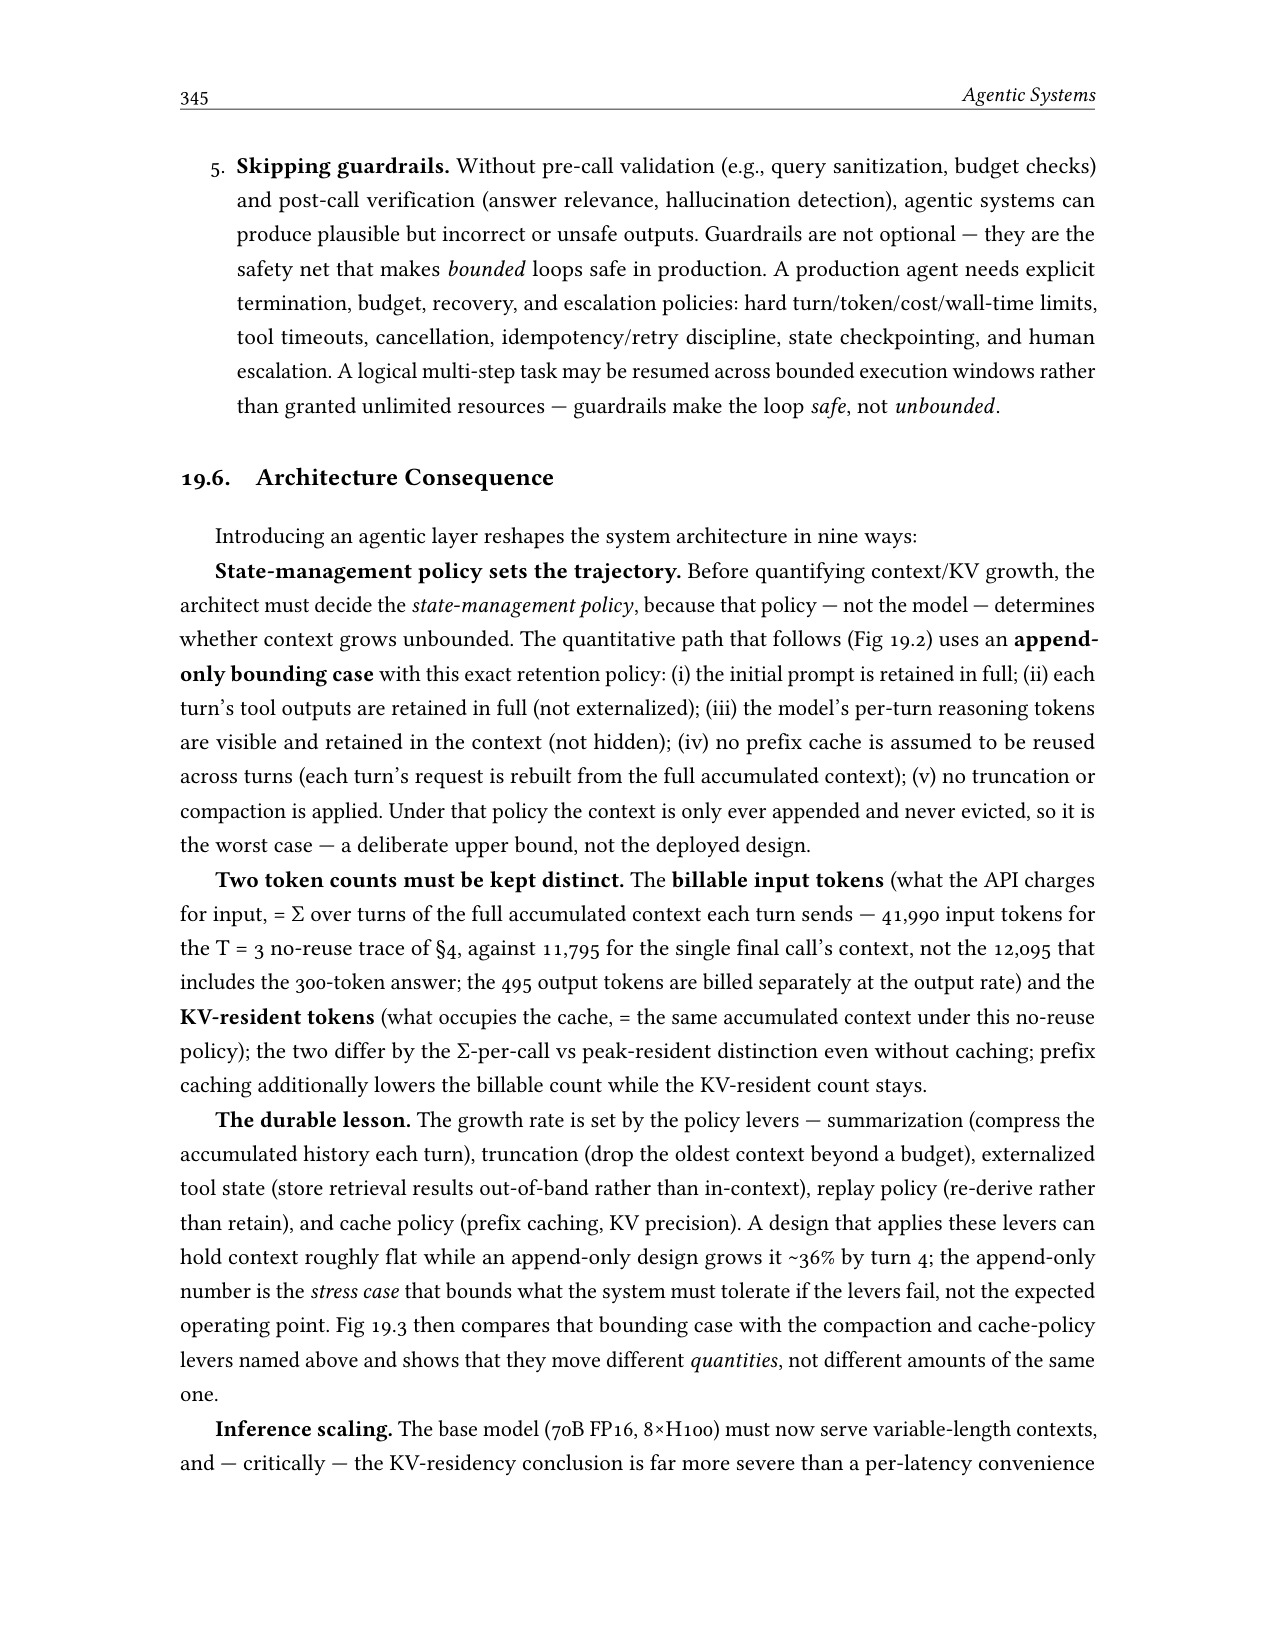 345 Agentic Systems
5. Skipping guardrails. Without pre-call validation (e.g., query sanitization, budget checks)
and post-call verification (answer relevance, hallucination detection), agentic systems can
produce plausible but incorrect or unsafe outputs. Guardrails are not optional — they are the
safety net that makes bounded loops safe in production. A production agent needs explicit
termination, budget, recovery, and escalation policies: hard turn/token/cost/wall-time limits,
tool timeouts, cancellation, idempotency/retry discipline, state checkpointing, and human
escalation. A logical multi-step task may be resumed across bounded execution windows rather
than granted unlimited resources — guardrails make the loop safe, not unbounded.
19.6. Architecture Consequence
Introducing an agentic layer reshapes the system architecture in nine ways:
State-management policy sets the trajectory. Before quantifying context/KV growth, the
architect must decide the state-management policy, because that policy — not the model — determines
whether context grows unbounded. The quantitative path that follows (Fig 19.2) uses an append-
only bounding case with this exact retention policy: (i) the initial prompt is retained in full; (ii) each
turn’s tool outputs are retained in full (not externalized); (iii) the model’s per-turn reasoning tokens
are visible and retained in the context (not hidden); (iv) no prefix cache is assumed to be reused
across turns (each turn’s request is rebuilt from the full accumulated context); (v) no truncation or
compaction is applied. Under that policy the context is only ever appended and never evicted, so it is
the worst case — a deliberate upper bound, not the deployed design.
Two token counts must be kept distinct. The billable input tokens (what the API charges
for input, = Σ over turns of the full accumulated context each turn sends — 41,990 input tokens for
the T = 3 no-reuse trace of §4, against 11,795 for the single final call’s context, not the 12,095 that
includes the 300-token answer; the 495 output tokens are billed separately at the output rate) and the
KV-resident tokens (what occupies the cache, = the same accumulated context under this no-reuse
policy); the two differ by the Σ-per-call vs peak-resident distinction even without caching; prefix
caching additionally lowers the billable count while the KV-resident count stays.
The durable lesson. The growth rate is set by the policy levers — summarization (compress the
accumulated history each turn), truncation (drop the oldest context beyond a budget), externalized
tool state (store retrieval results out-of-band rather than in-context), replay policy (re-derive rather
than retain), and cache policy (prefix caching, KV precision). A design that applies these levers can
hold context roughly flat while an append-only design grows it ~36% by turn 4; the append-only
number is the stress case that bounds what the system must tolerate if the levers fail, not the expected
operating point. Fig 19.3 then compares that bounding case with the compaction and cache-policy
levers named above and shows that they move different quantities, not different amounts of the same
one.
Inference scaling. The base model (70B FP16, 8×H100) must now serve variable-length contexts,
and — critically — the KV-residency conclusion is far more severe than a per-latency convenience